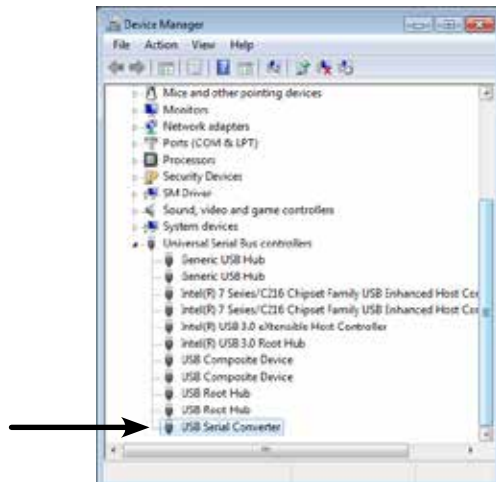 Device Manager
File Action View Help
Mice and other pointing devices
Monitors
Network adapters
Ports (COM & LPT)
Processors
Security Devices
SM Driver
Sound, video and game controllers
System devices
Universal Serial Bus controllers
Generic USB Hub
Generic USB Hub
Intel(R) 7 Series/C216 Chipset Family USB Enhanced Host Cor
Intel(R) 7 Series/C216 Chipset Family USB Enhanced Host Cor
Intel(R) USB 3.0 eXtensible Host Controller
Intel(R) USB 3.0 Root Hub
USB Composite Device
USB Composite Device
USB Root Hub
USB Root Hub
USB Serial Converter